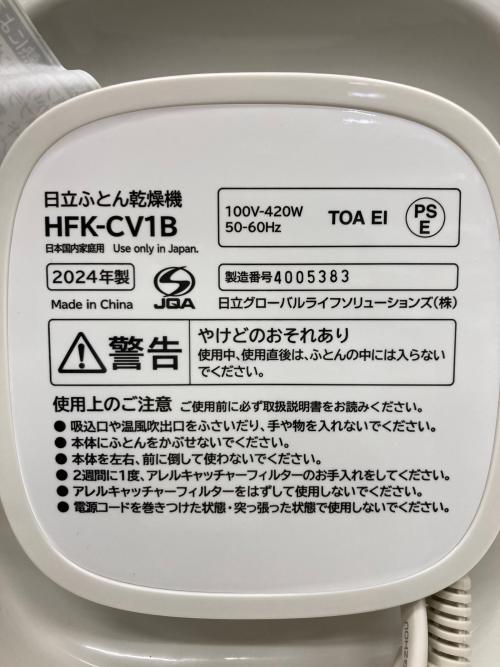 日立ふとん乾燥機
HFK-CV1B
日本国内家庭用 Use only in Japan.
100V-420W
50-60Hz
TOA EI
PS
E
2024年製
Made in China
JQA
製造番号 4005383
日立グローバルライフソリューションズ(株)
警告
やけどのおそれあり
使用中、使用直後は、ふとんの中には入らない
でください。
使用上のご注意 ご使用前に必ず取扱説明書をお読みください。
● 吸込口や温風吹出口をふさいだり、手や物を入れないでください。
● 本体にふとんをかぶせないでください。
● 本体を左右、前に倒して使わないでください。
● 2週間に1度、アレルキャッチャーフィルターのお手入れをしてください。
● アレルキャッチャーフィルターをはずして使用しないでください。
● 電源コードを巻きつけた状態・突っ張った状態で使用しないでください。